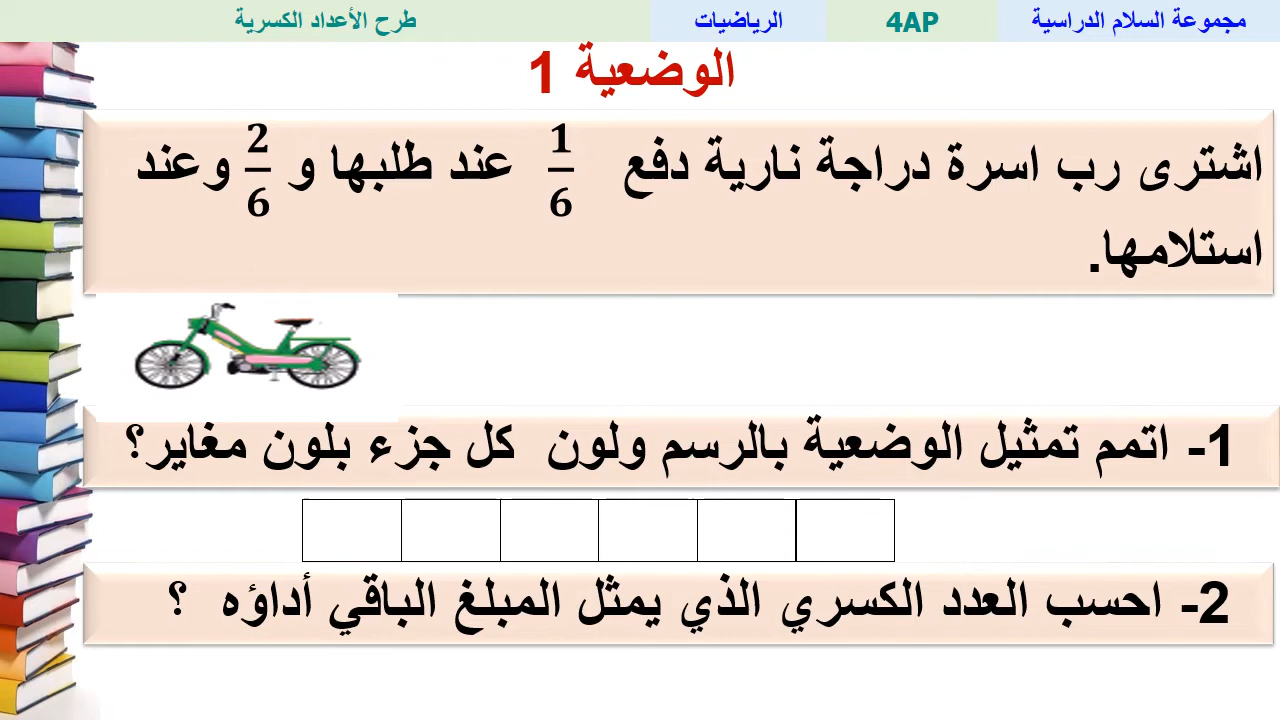 مجموعة السلام الدراسية 4AP الرياضيات طرح الأعداد الكسرية
الوضعية 1
اشترى رب اسرة دراجة نارية دفع 1/6 عند طلبها و 2/6 وعند
استلامها.
1- اتمم تمثيل الوضعية بالرسم ولون كل جزء بلون مغاير؟
2- احسب العدد الكسري الذي يمثل المبلغ الباقي أداؤه ؟